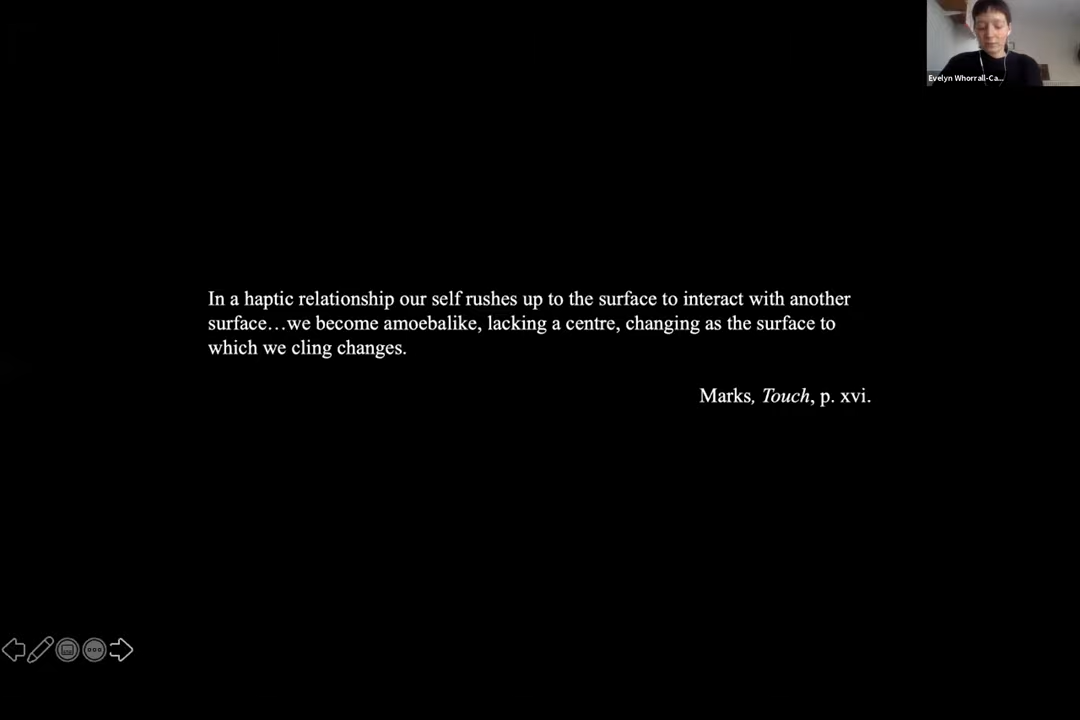 Evelyn Whorrall-Ca...
In a haptic relationship our self rushes up to the surface to interact with another
surface…we become amoebalike, lacking a centre, changing as the surface to
which we cling changes.
Marks, Touch, p. xvi.